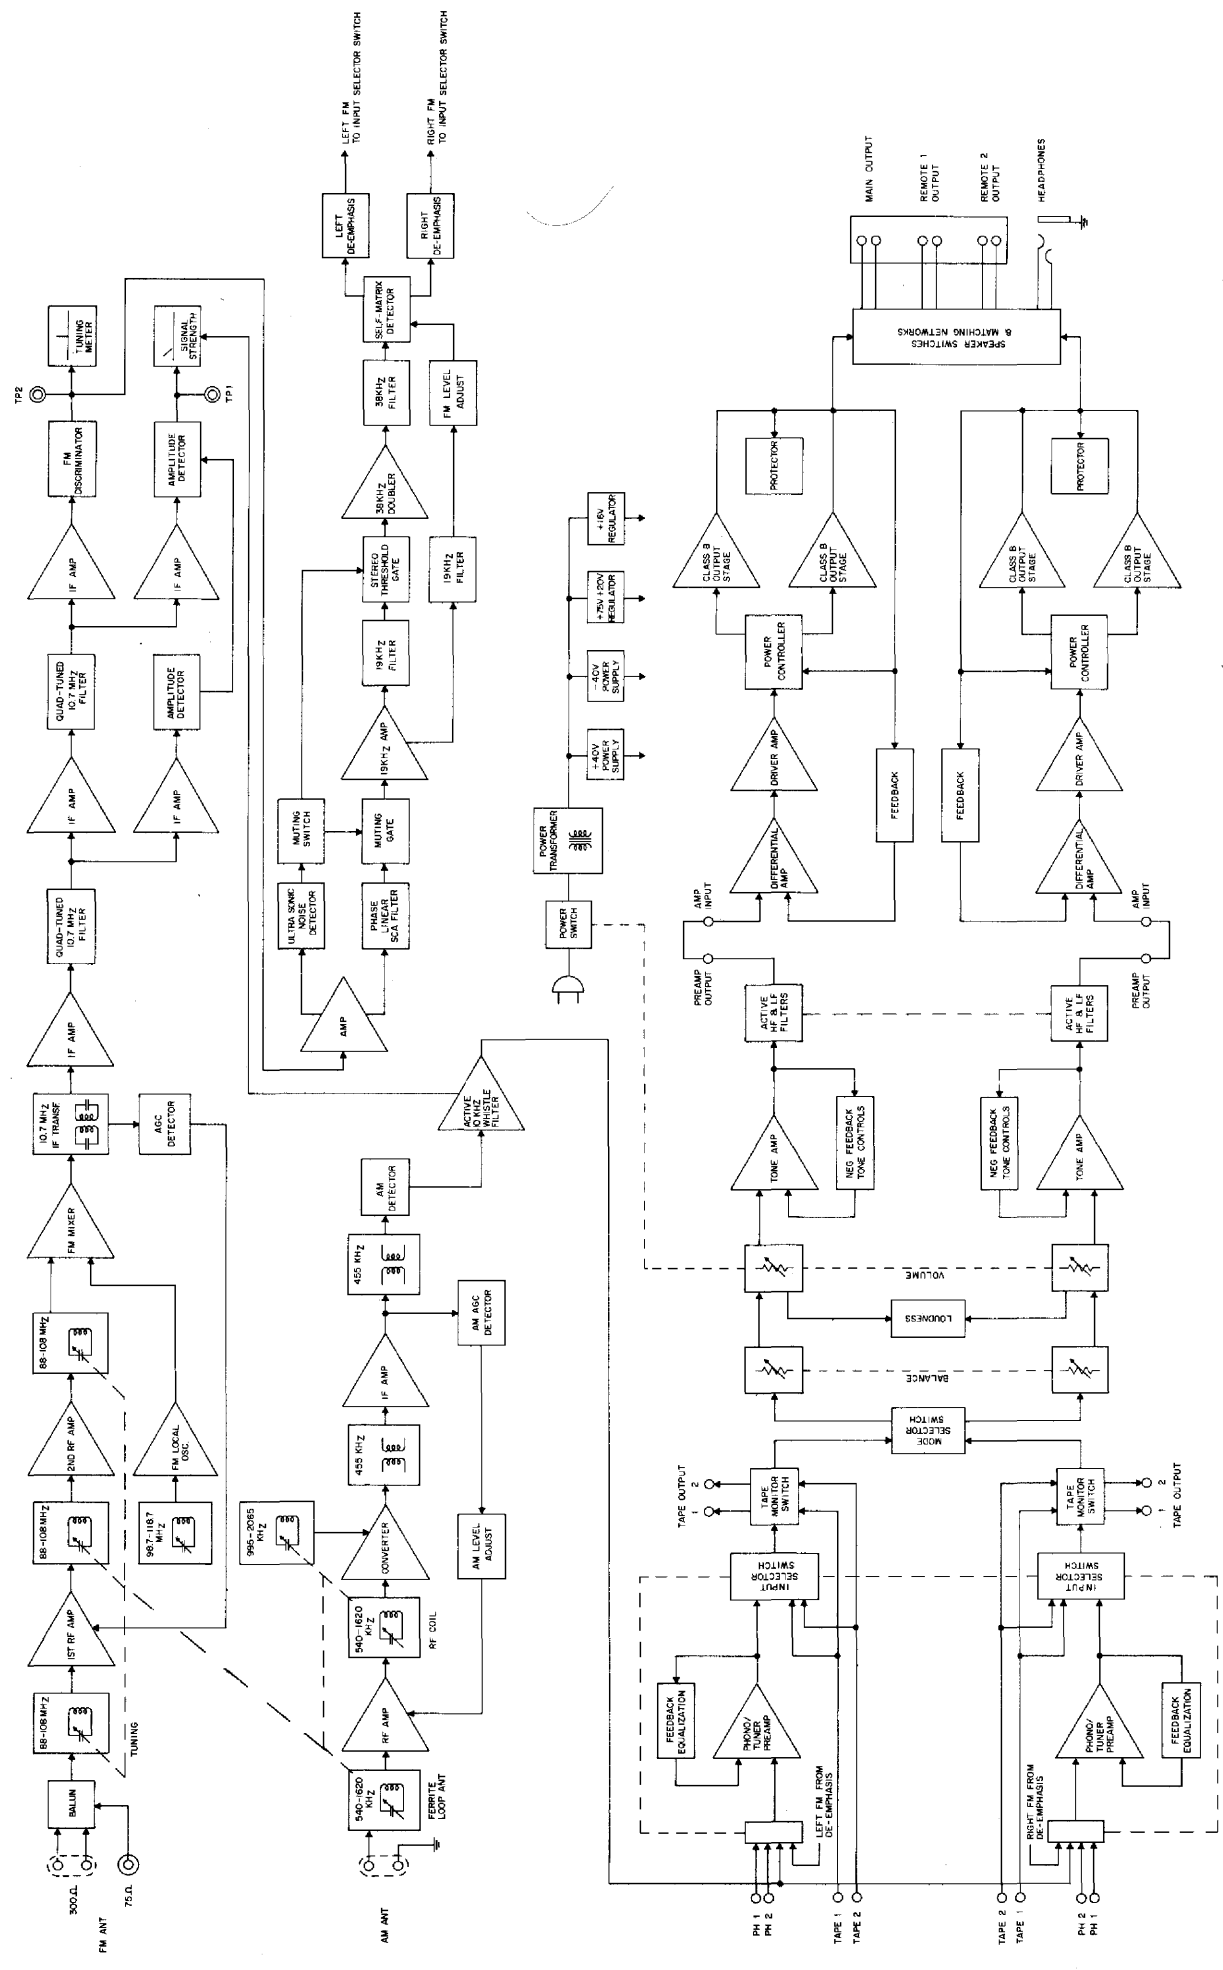 300Ω
75Ω
FM ANT
BALUN
88-108 MHZ
TUNING
1ST RF AMP
88-108 MHZ
2ND RF AMP
88-108 MHZ
98.7-118.7
MHZ
FM LOCAL
OSC.
FM MIXER
10.7 MHZ
IF TRANSF.
AGC
DETECTOR
IF AMP
QUAD-TUNED
10.7 MHZ
FILTER
IF AMP
IF AMP
QUAD-TUNED
10.7 MHZ
FILTER
AMPLITUDE
DETECTOR
IF AMP
IF AMP
FM
DISCRIMINATOR
AMPLITUDE
DETECTOR
TP2
TP1
TUNING
METER
SIGNAL
STRENGTH
AM ANT
FERRITE
LOOP ANT
540-1620
KHZ
RF AMP
540-1620
KHZ
RF COIL
995-2065
KHZ
CONVERTER
455 KHZ
IF AMP
AM LEVEL
ADJUST
AM AGC
DETECTOR
455 KHZ
AM
DETECTOR
ACTIVE
10 KHZ
WHISTLE
FILTER
AMP
ULTRA SONIC
NOISE
DETECTOR
PHASE
LINEAR
SCA FILTER
MUTING
SWITCH
MUTING
GATE
19KHZ AMP
19KHZ
FILTER
STEREO
THRESHOLD
GATE
19KHZ
FILTER
38KHZ
DOUBLER
38KHZ
FILTER
FM LEVEL
ADJUST
SELF-MATRIX
DETECTOR
LEFT
DE-EMPHASIS
RIGHT
DE-EMPHASIS
LEFT FM
TO INPUT SELECTOR SWITCH
RIGHT FM
TO INPUT SELECTOR SWITCH
POWER
SWITCH
POWER
TRANSFORMER
+40V
POWER
SUPPLY
-40V
POWER
SUPPLY
+75V +20V
REGULATOR
+16V
REGULATOR
PH 1
PH 2
TAPE 1
TAPE 2
LEFT FM FROM
DE-EMPHASIS
FEEDBACK
EQUALIZATION
PHONO/
TUNER
PREAMP
INPUT
SELECTOR
SWITCH
TAPE OUTPUT
1
2
TAPE
MONITOR
SWITCH
MODE
SELECTOR
SWITCH
BALANCE
LOUDNESS
VOLUME
TONE AMP
NEG FEEDBACK
TONE CONTROLS
ACTIVE
HF & LF
FILTERS
PREAMP
OUTPUT
AMP
INPUT
DIFFERENTIAL
AMP
DRIVER AMP
FEEDBACK
POWER
CONTROLLER
CLASS B
OUTPUT
STAGE
CLASS B
OUTPUT
STAGE
PROTECTOR
SPEAKER SWITCHES
& MATCHING NETWORKS
MAIN OUTPUT
REMOTE 1
OUTPUT
REMOTE 2
OUTPUT
HEADPHONES
TAPE 2
TAPE 1
PH 2
PH 1
RIGHT FM FROM
DE-EMPHASIS
PHONO/
TUNER
PREAMP
FEEDBACK
EQUALIZATION
INPUT
SELECTOR
SWITCH
TAPE
MONITOR
SWITCH
1
2
TAPE OUTPUT
NEG FEEDBACK
TONE CONTROLS
TONE AMP
ACTIVE
HF & LF
FILTERS
PREAMP
OUTPUT
AMP
INPUT
DIFFERENTIAL
AMP
FEEDBACK
DRIVER AMP
POWER
CONTROLLER
CLASS B
OUTPUT
STAGE
CLASS B
OUTPUT
STAGE
PROTECTOR